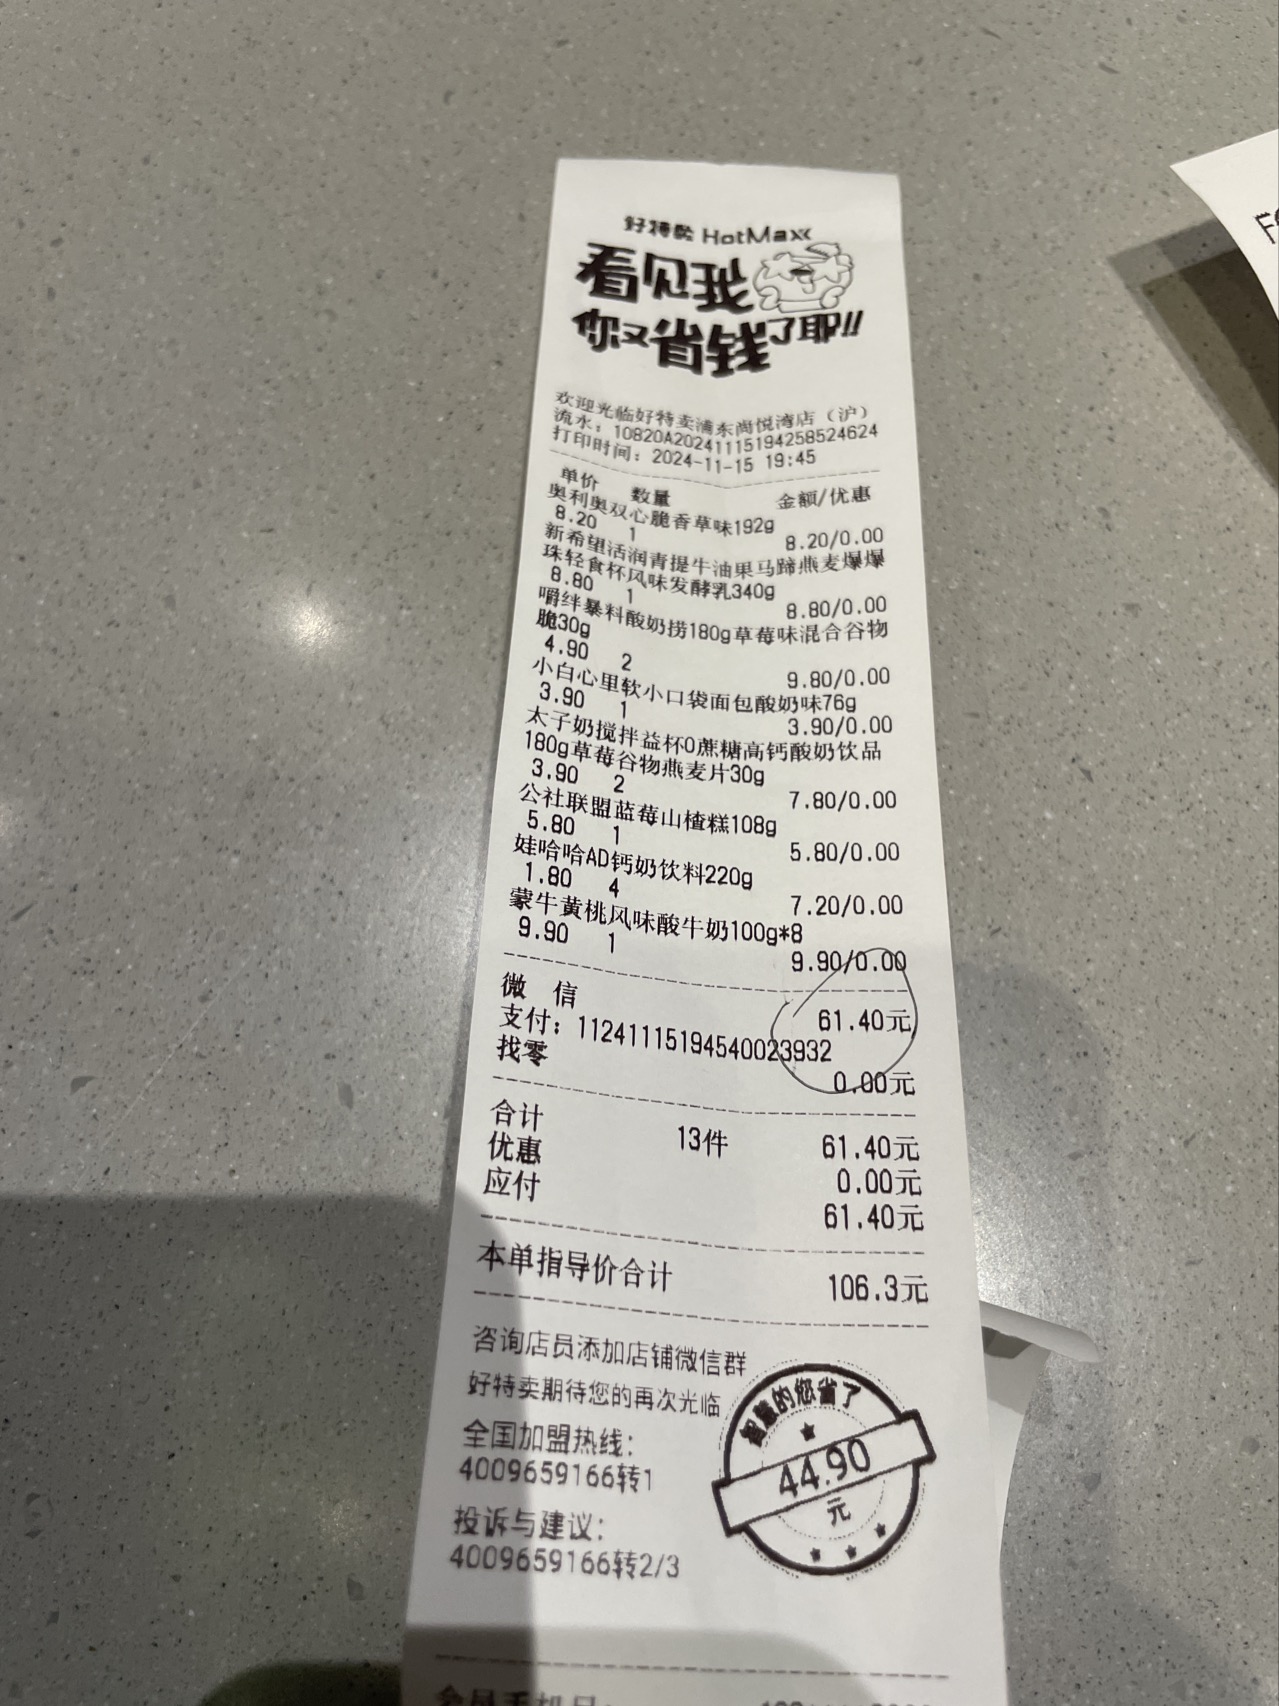 好特卖 HotMaxx
看见我
你又省钱了耶!!
欢迎光临好特卖浦东尚悦湾店（沪）
流水：10820A20241115194258524624
打印时间：2024-11-15 19:45
单价 数量 金额/优惠
奥利奥双心脆香草味192g
8.20 1 8.20/0.00
新希望活润青提牛油果马蹄燕麦爆爆
珠轻食杯风味发酵乳340g
8.80 1 8.80/0.00
嚼绊暴料酸奶捞180g草莓味混合谷物
脆30g
4.90 2 9.80/0.00
小白心里软小口袋面包酸奶味76g
3.90 1 3.90/0.00
太子奶搅拌益杯0蔗糖高钙酸奶饮品
180g草莓谷物燕麦片30g
3.90 2 7.80/0.00
公社联盟蓝莓山楂糕108g
5.80 1 5.80/0.00
娃哈哈AD钙奶饮料220g
1.80 4 7.20/0.00
蒙牛黄桃风味酸牛奶100g*8
9.90 1 9.90/0.00
微 信 61.40元
支付：11241115194540023932
找零 0.00元
合计 13件 61.40元
优惠 0.00元
应付 61.40元
本单指导价合计 106.3元
咨询店员添加店铺微信群
好特卖期待您的再次光临
全国加盟热线：
4009659166转1
投诉与建议：
4009659166转2/3
智慧的您省了
44.90
元